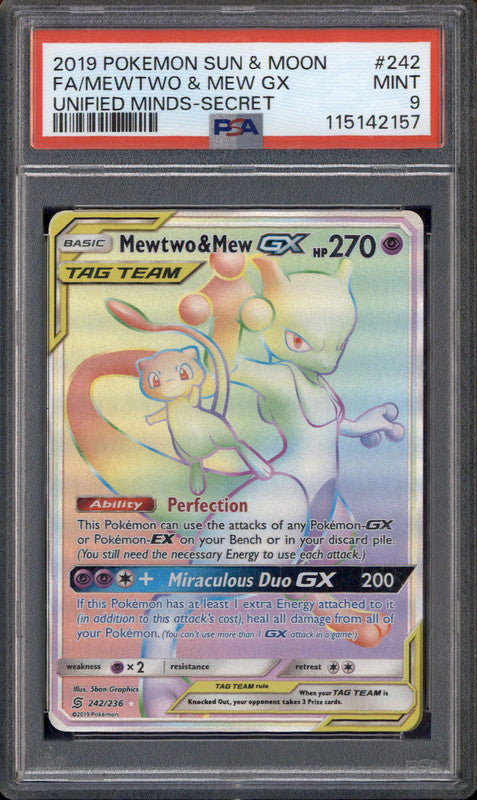 2019 POKEMON SUN & MOON #242
FA/MEWTWO & MEW GX MINT
UNIFIED MINDS-SECRET 9
PSA 115142157
BASIC Mewtwo&Mew GX HP270
TAG TEAM
Ability Perfection
This Pokémon can use the attacks of any Pokémon-GX
or Pokémon-EX on your Bench or in your discard pile.
(You still need the necessary Energy to use each attack.)
+ Miraculous Duo GX 200
If this Pokémon has at least 1 extra Energy attached to it
(in addition to this attack's cost), heal all damage from all of
your Pokémon. (You can't use more than 1 GX attack in a game.)
weakness ×2 resistance retreat
Illus. 5ban Graphics
242/236
©2019 Pokémon
TAG TEAM rule
When your TAG TEAM is
Knocked Out, your opponent takes 3 Prize cards.